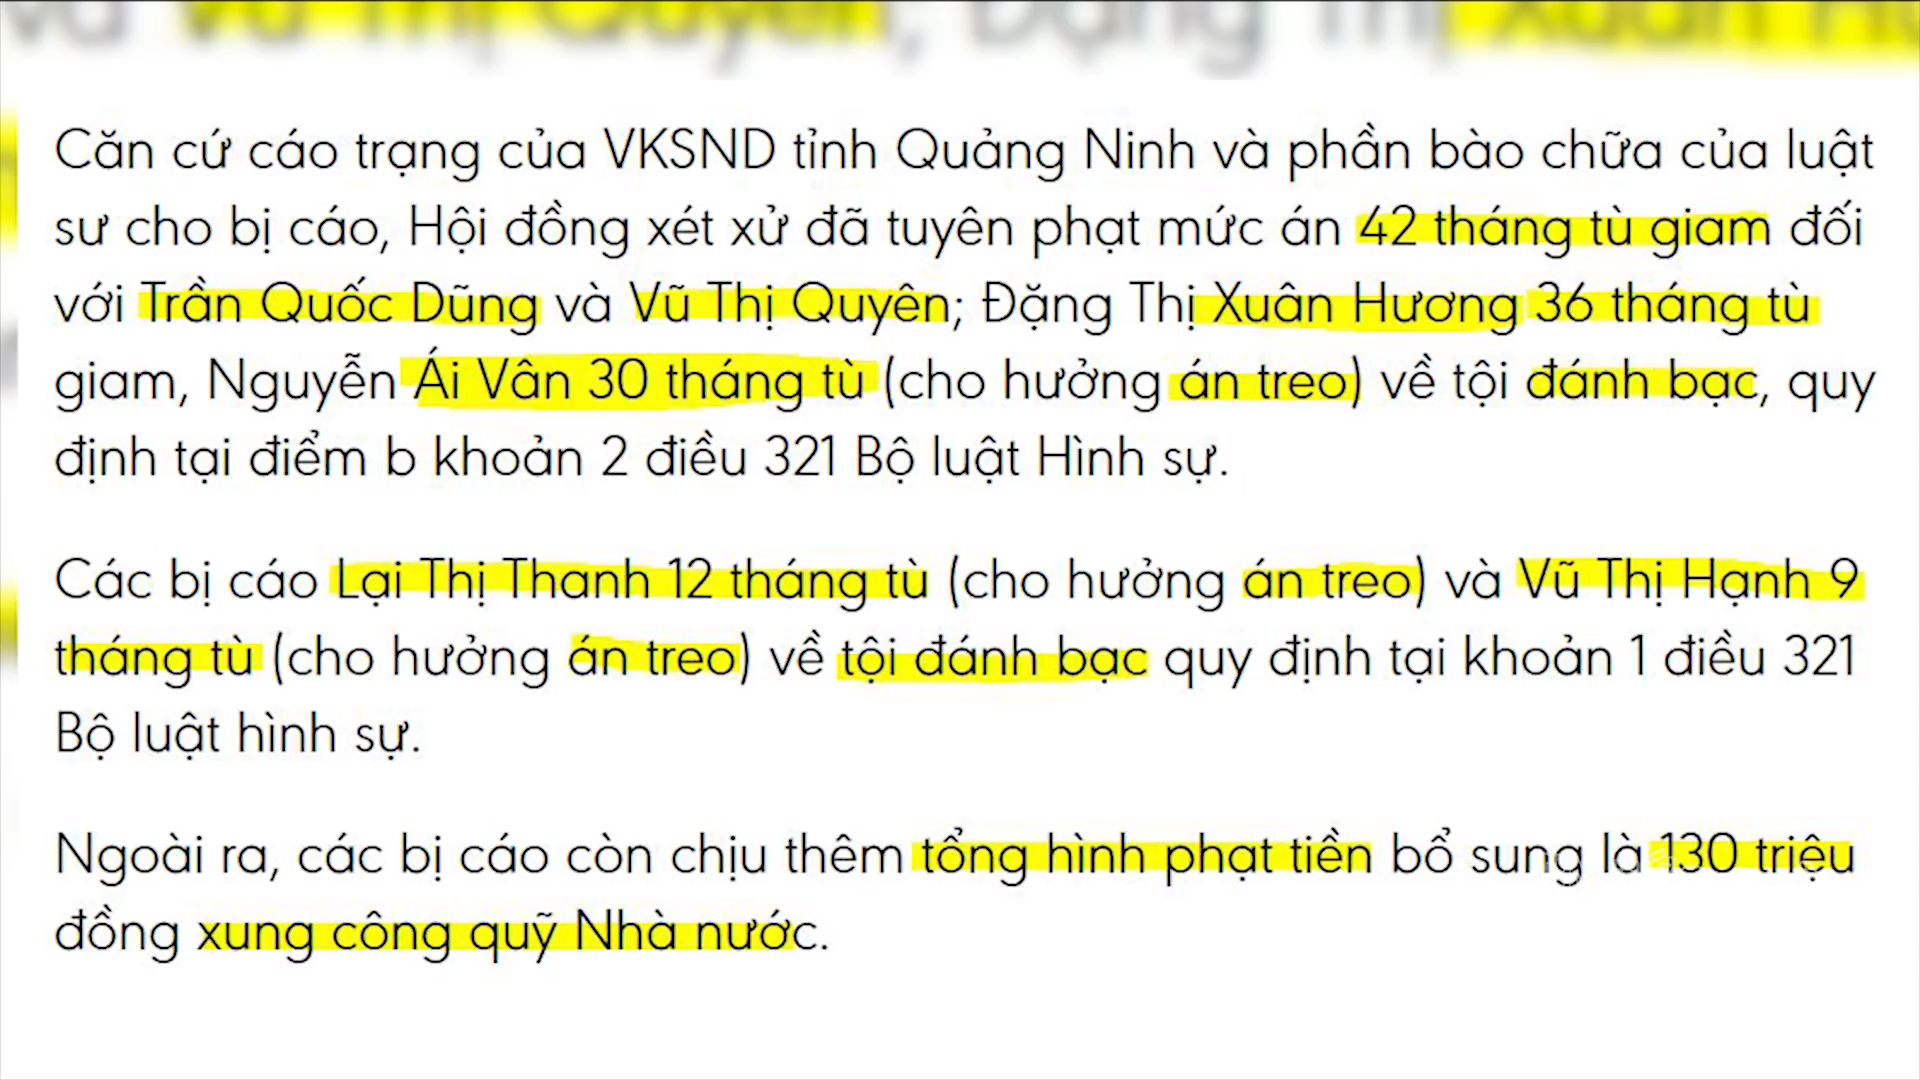 Vũ Thị Quyên, Đặng Thị Xuân
Căn cứ cáo trạng của VKSND tỉnh Quảng Ninh và phần bào chữa của luật
sư cho bị cáo, Hội đồng xét xử đã tuyên phạt mức án 42 tháng tù giam đối
với Trần Quốc Dũng và Vũ Thị Quyên; Đặng Thị Xuân Hương 36 tháng tù
giam, Nguyễn Ái Vân 30 tháng tù (cho hưởng án treo) về tội đánh bạc, quy
định tại điểm b khoản 2 điều 321 Bộ luật Hình sự.
Các bị cáo Lại Thị Thanh 12 tháng tù (cho hưởng án treo) và Vũ Thị Hạnh 9
tháng tù (cho hưởng án treo) về tội đánh bạc quy định tại khoản 1 điều 321
Bộ luật hình sự.
Ngoài ra, các bị cáo còn chịu thêm tổng hình phạt tiền bổ sung là 130 triệu
đồng xung công quỹ Nhà nước.